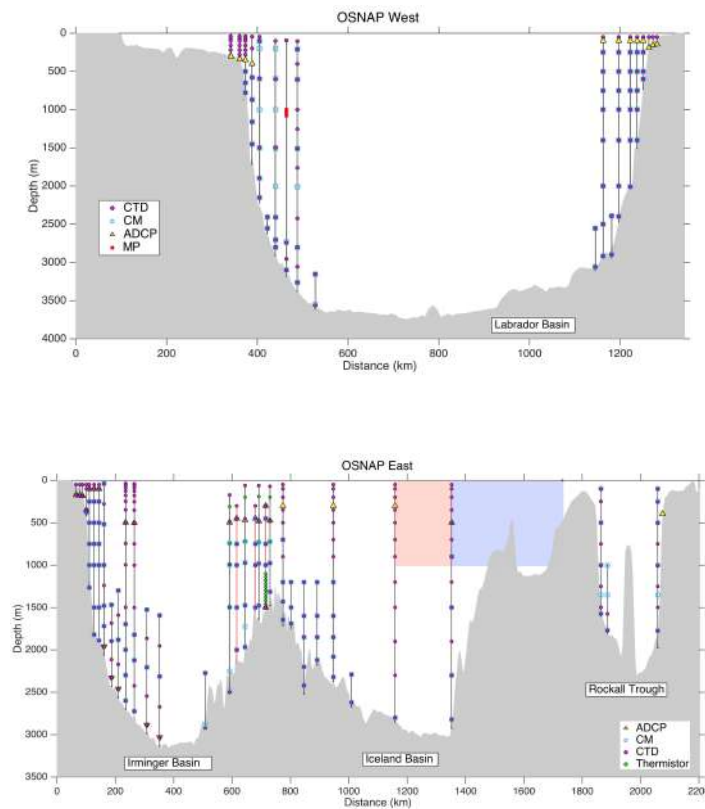 OSNAP West
0
500
1000
1500
2000
2500
3000
3500
4000
Depth (m)
CTD
CM
ADCP
MP
Labrador Basin
0 200 400 600 800 1000 1200
Distance (km)
OSNAP East
0
500
1000
1500
2000
2500
3000
3500
Depth (m)
Rockall Trough
ADCP
CM
CTD
Thermistor
Irminger Basin
Iceland Basin
0 200 400 600 800 1000 1200 1400 1600 1800 2000 2200
Distance (km)